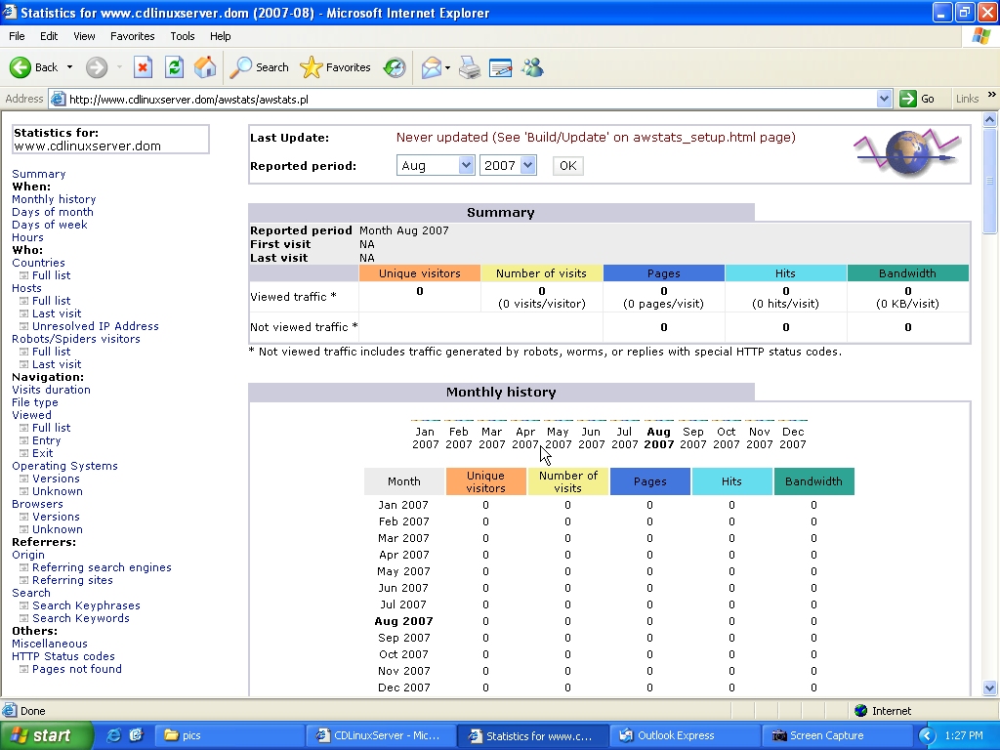 Statistics for www.cdlinuxserver.dom (2007-08) - Microsoft Internet Explorer
File Edit View Favorites Tools Help
Back Search Favorites
Address http://www.cdlinuxserver.dom/awstats/awstats.pl Go Links »
Statistics for:
www.cdlinuxserver.dom
Summary
When:
Monthly history
Days of month
Days of week
Hours
Who:
Countries
Full list
Hosts
Full list
Last visit
Unresolved IP Address
Robots/Spiders visitors
Full list
Last visit
Navigation:
Visits duration
File type
Viewed
Full list
Entry
Exit
Operating Systems
Versions
Unknown
Browsers
Versions
Unknown
Referrers:
Origin
Referring search engines
Referring sites
Search
Search Keyphrases
Search Keywords
Others:
Miscellaneous
HTTP Status codes
Pages not found
Last Update: Never updated (See 'Build/Update' on awstats_setup.html page)
Reported period: Aug 2007 OK
Summary
Reported period Month Aug 2007
First visit NA
Last visit NA
Unique visitors Number of visits Pages Hits Bandwidth
Viewed traffic * 0 0 0 0 0
(0 visits/visitor) (0 pages/visit) (0 hits/visit) (0 KB/visit)
Not viewed traffic * 0 0 0
* Not viewed traffic includes traffic generated by robots, worms, or replies with special HTTP status codes.
Monthly history
Jan Feb Mar Apr May Jun Jul Aug Sep Oct Nov Dec
2007 2007 2007 2007 2007 2007 2007 2007 2007 2007 2007 2007
Month Unique visitors Number of visits Pages Hits Bandwidth
Jan 2007 0 0 0 0 0
Feb 2007 0 0 0 0 0
Mar 2007 0 0 0 0 0
Apr 2007 0 0 0 0 0
May 2007 0 0 0 0 0
Jun 2007 0 0 0 0 0
Jul 2007 0 0 0 0 0
Aug 2007 0 0 0 0 0
Sep 2007 0 0 0 0 0
Oct 2007 0 0 0 0 0
Nov 2007 0 0 0 0 0
Dec 2007 0 0 0 0 0
Done Internet
start pics CDLinuxServer - Mic... Statistics for www.c... Outlook Express Screen Capture 1:27 PM